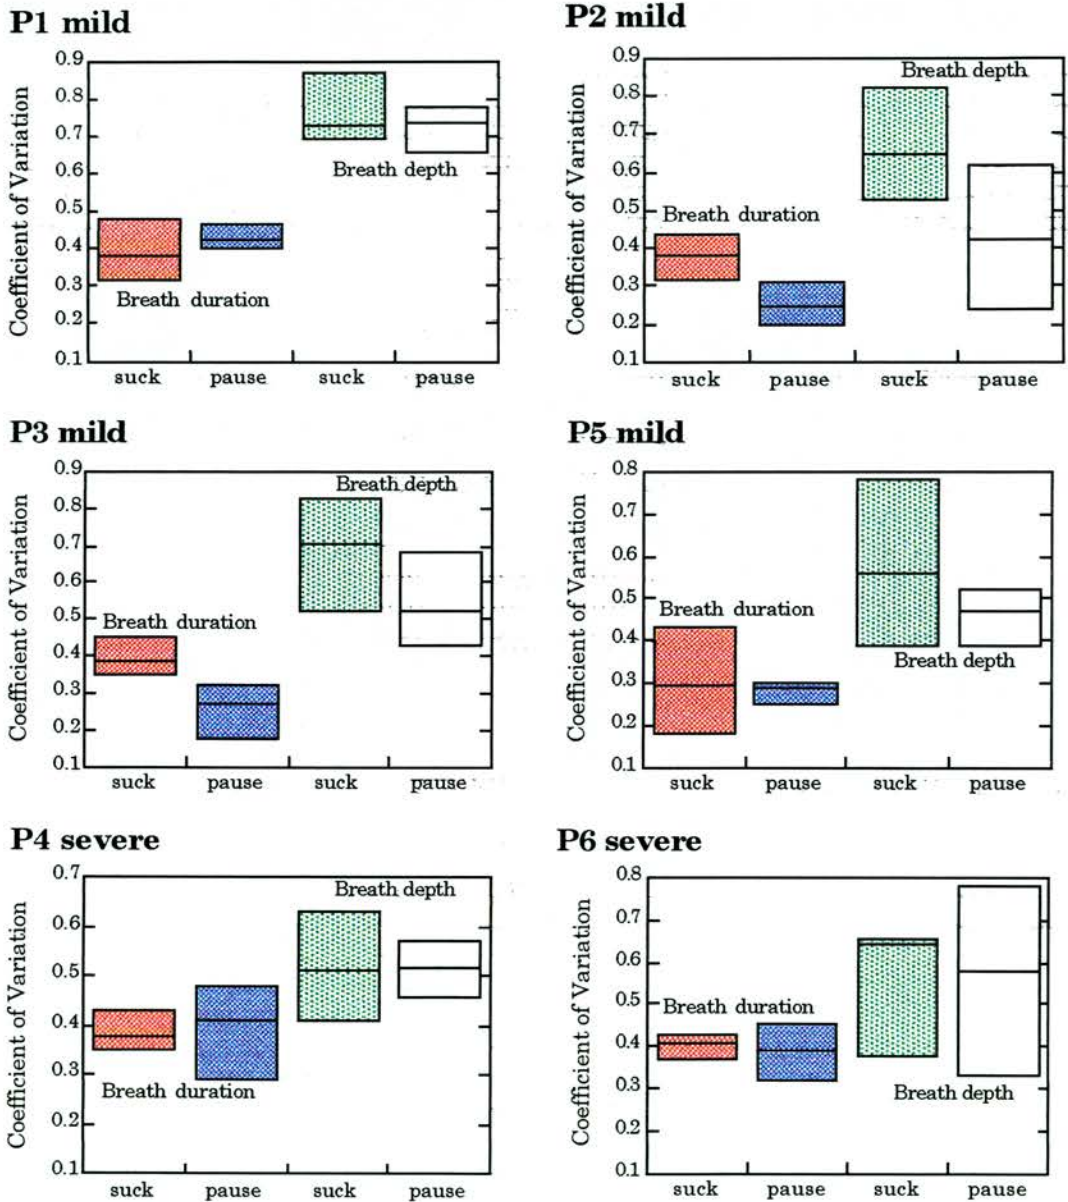 P1 mild
Coefficient of Variation
0.9
0.8
0.7
0.6
0.5
0.4
0.3
0.2
0.1
Breath depth
Breath duration
suck pause suck pause
P2 mild
Coefficient of Variation
0.9
0.8
0.7
0.6
0.5
0.4
0.3
0.2
0.1
Breath depth
Breath duration
suck pause suck pause
P3 mild
Coefficient of Variation
0.9
0.8
0.7
0.6
0.5
0.4
0.3
0.2
0.1
Breath depth
Breath duration
suck pause suck pause
P5 mild
Coefficient of Variation
0.8
0.7
0.6
0.5
0.4
0.3
0.2
0.1
Breath duration
Breath depth
suck pause suck pause
P4 severe
Coefficient of Variation
0.7
0.6
0.5
0.4
0.3
0.2
0.1
Breath depth
Breath duration
suck pause suck pause
P6 severe
Coefficient of Variation
0.8
0.7
0.6
0.5
0.4
0.3
0.2
0.1
Breath duration
Breath depth
suck pause suck pause